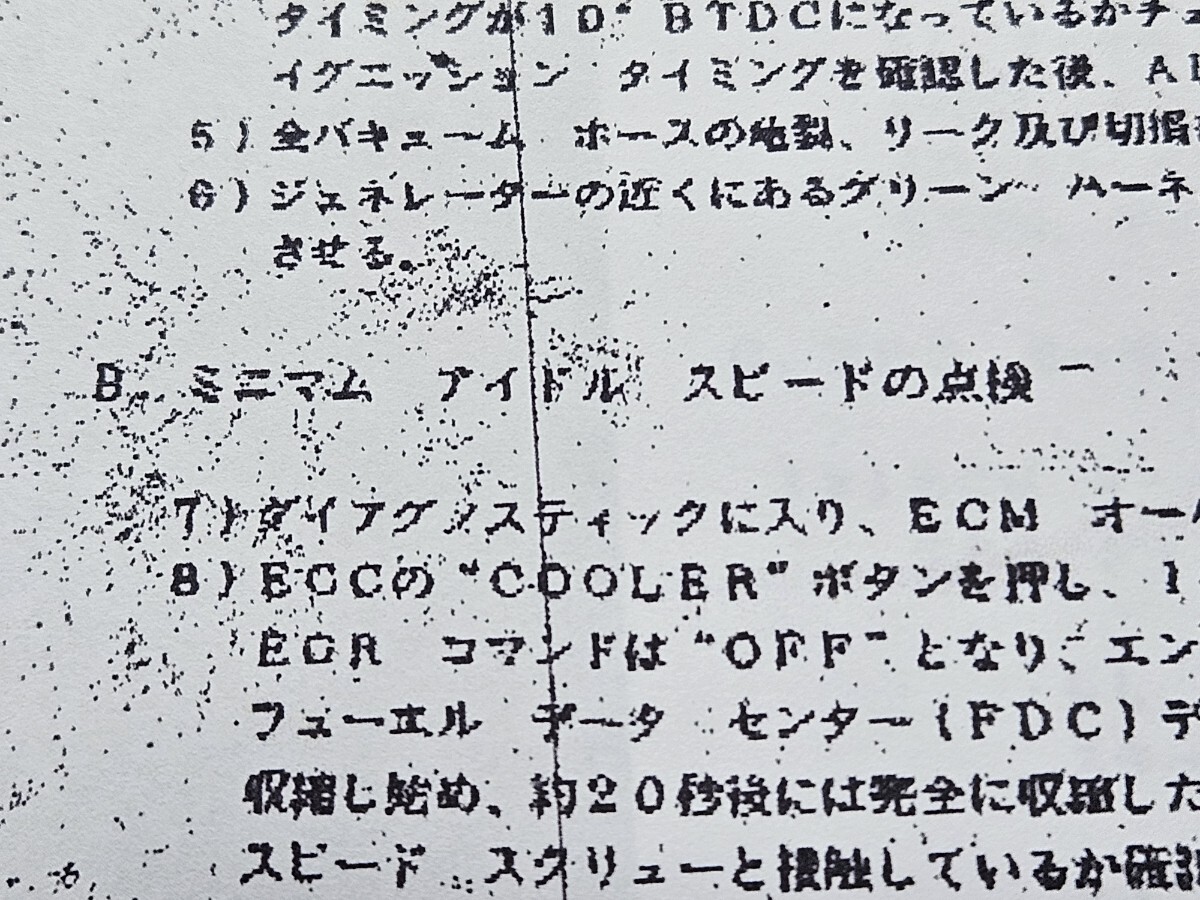 タイミングが10° BTDCになっているかチェ
イグニッション タイミングを確認した後、AL
5) 全バキューム ホースの亀裂、リーク及び切損
6) ジェネレーターの近くにあるグリーン ハーネ
させる。
B. ミニマム アイドル スピードの点検
7) ダイアグノスティックに入り、ECM オー
8) ECCの“COOLER”ボタンを押し、1
EGR コマンドは“OFF”となり、エン
フューエル データ センター(FDC)デ
収縮し始め、約20秒後には完全に収縮した
スピード スクリューと接触しているか確認